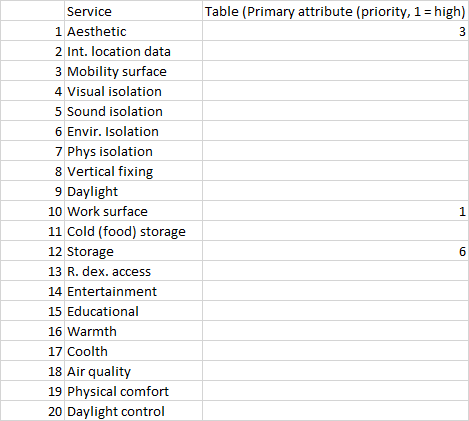 Service Table (Primary attribute (priority, 1 = high)
1 Aesthetic 3
2 Int. location data
3 Mobility surface
4 Visual isolation
5 Sound isolation
6 Envir. Isolation
7 Phys isolation
8 Vertical fixing
9 Daylight
10 Work surface 1
11 Cold (food) storage
12 Storage 6
13 R. dex. access
14 Entertainment
15 Educational
16 Warmth
17 Coolth
18 Air quality
19 Physical comfort
20 Daylight control